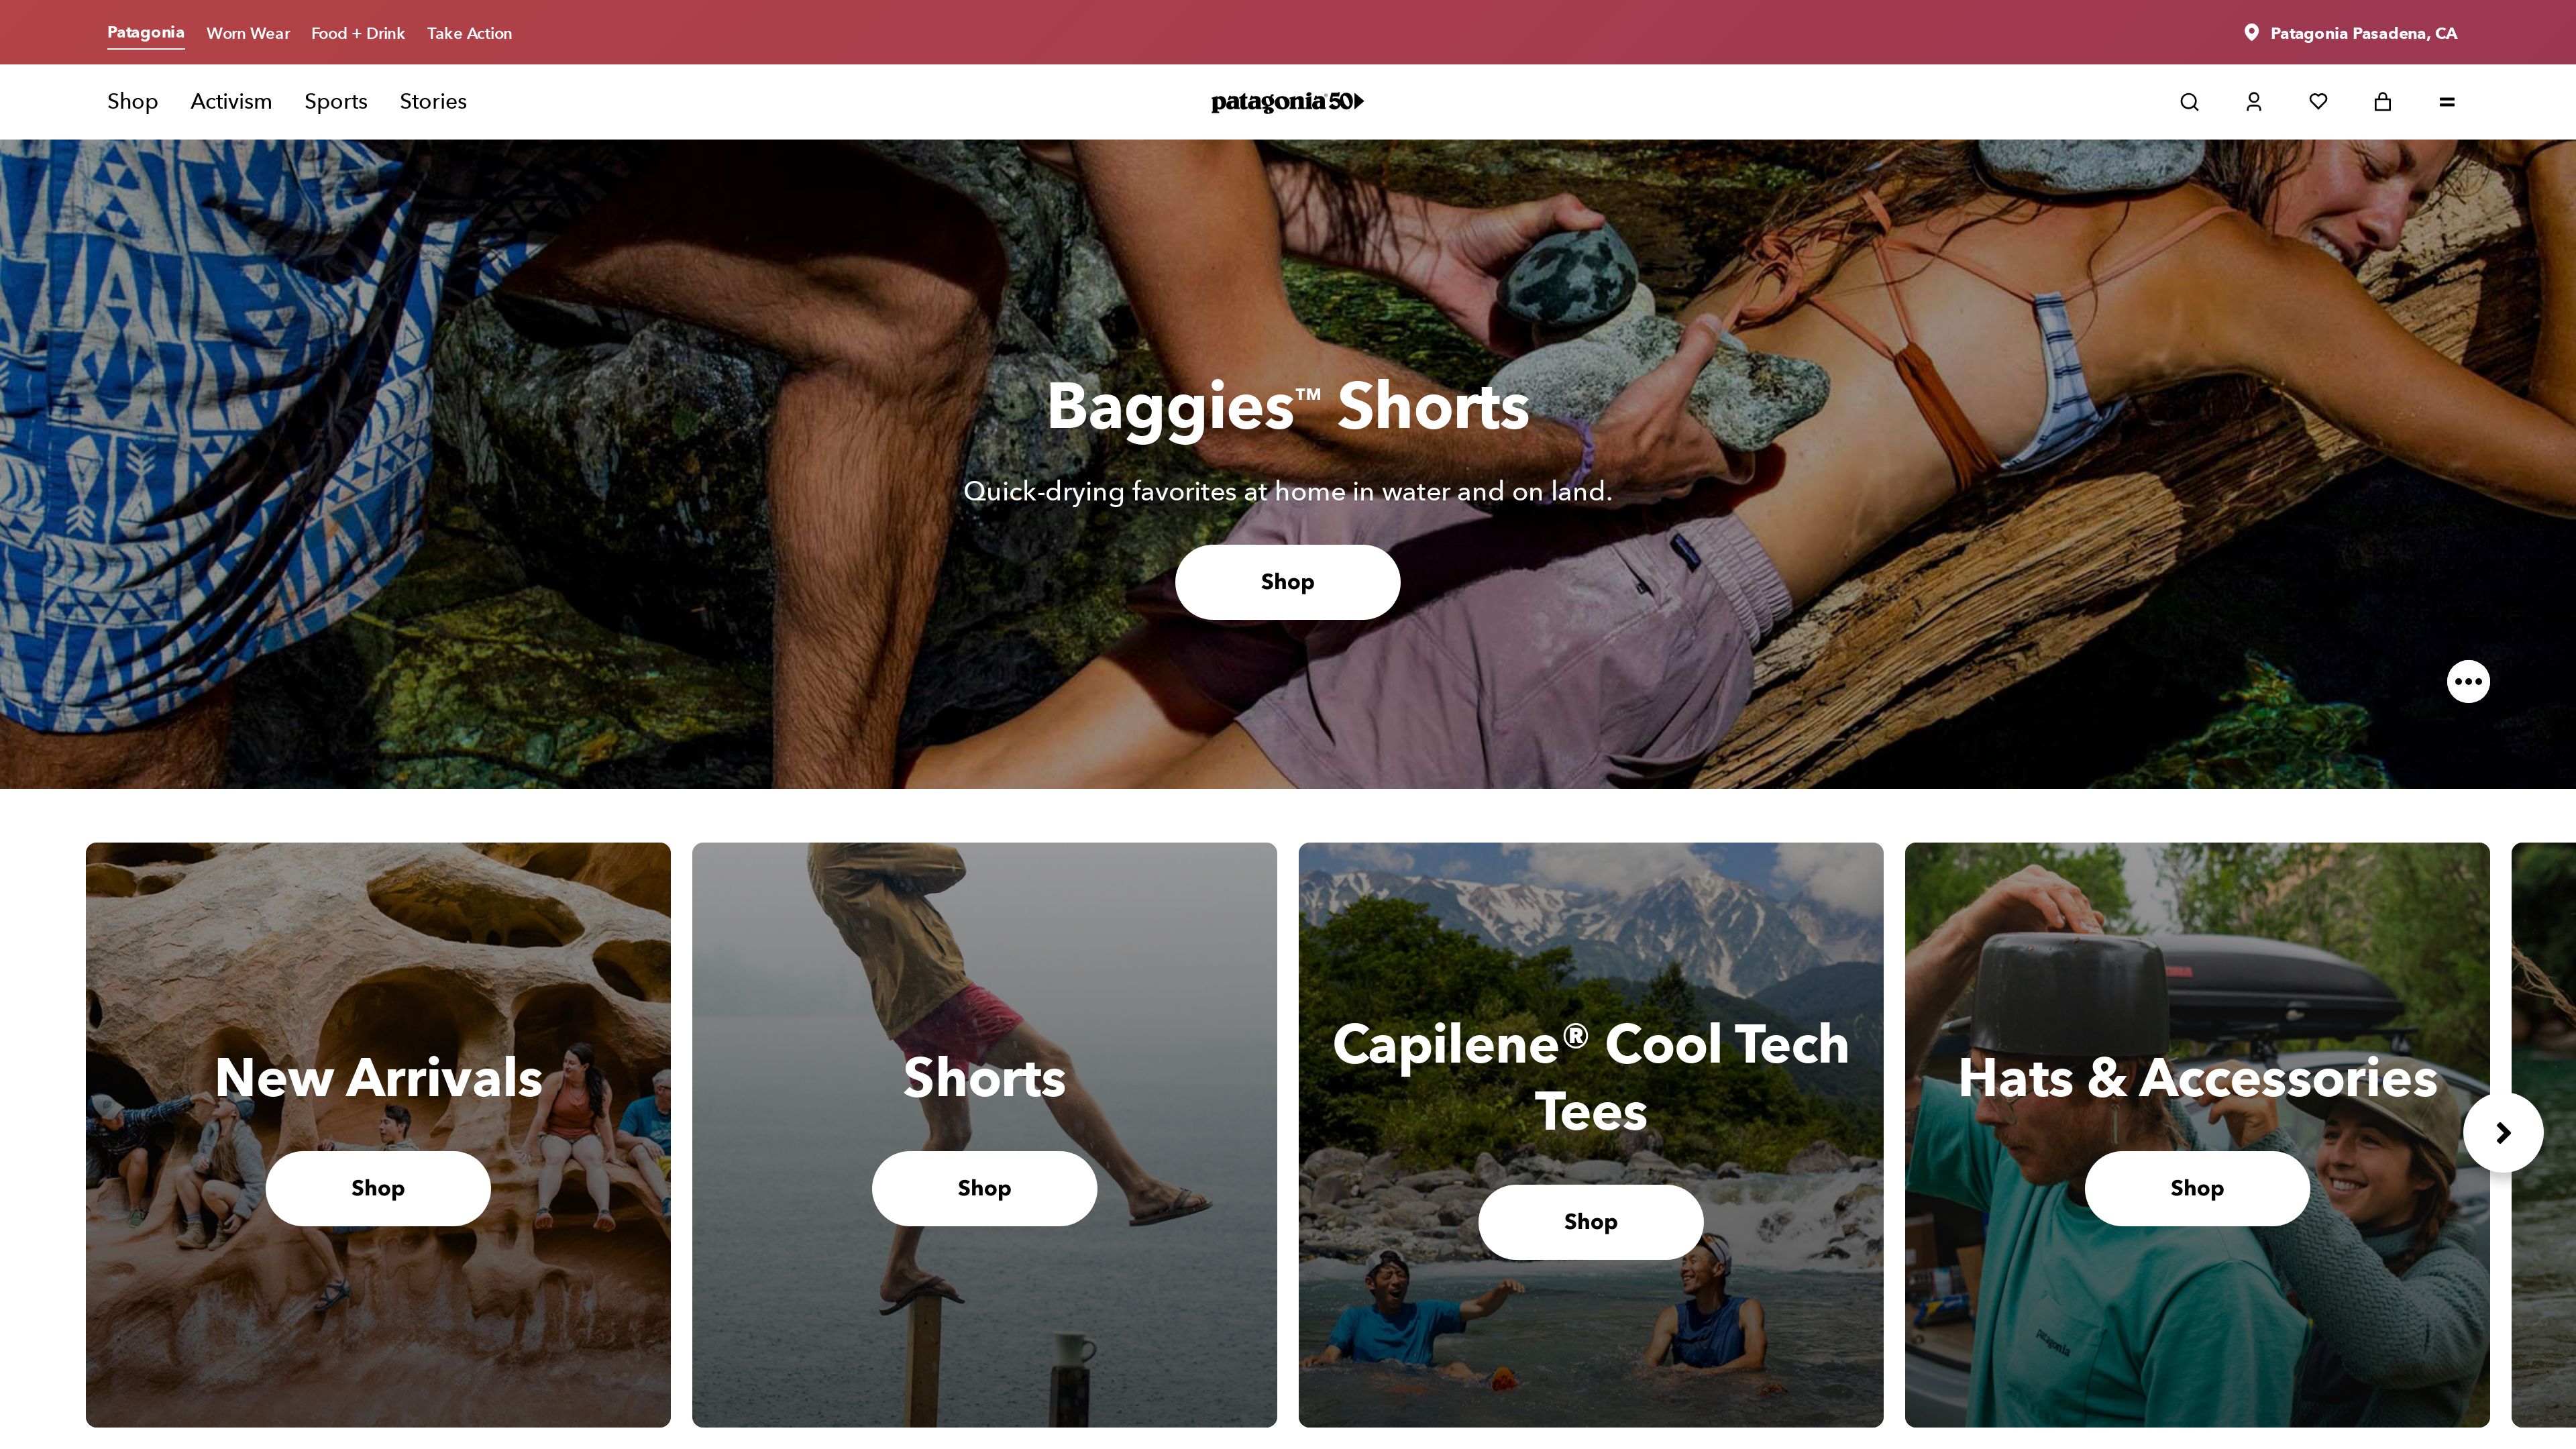 Patagonia Worn Wear Food + Drink Take Action Patagonia Pasadena, CA
Shop Activism Sports Stories patagonia® 50
Baggies™ Shorts
Quick-drying favorites at home in water and on land.
Shop
New Arrivals
Shop
Shorts
Shop
Capilene® Cool Tech
Tees
Shop
Hats & Accessories
Shop
patagonia